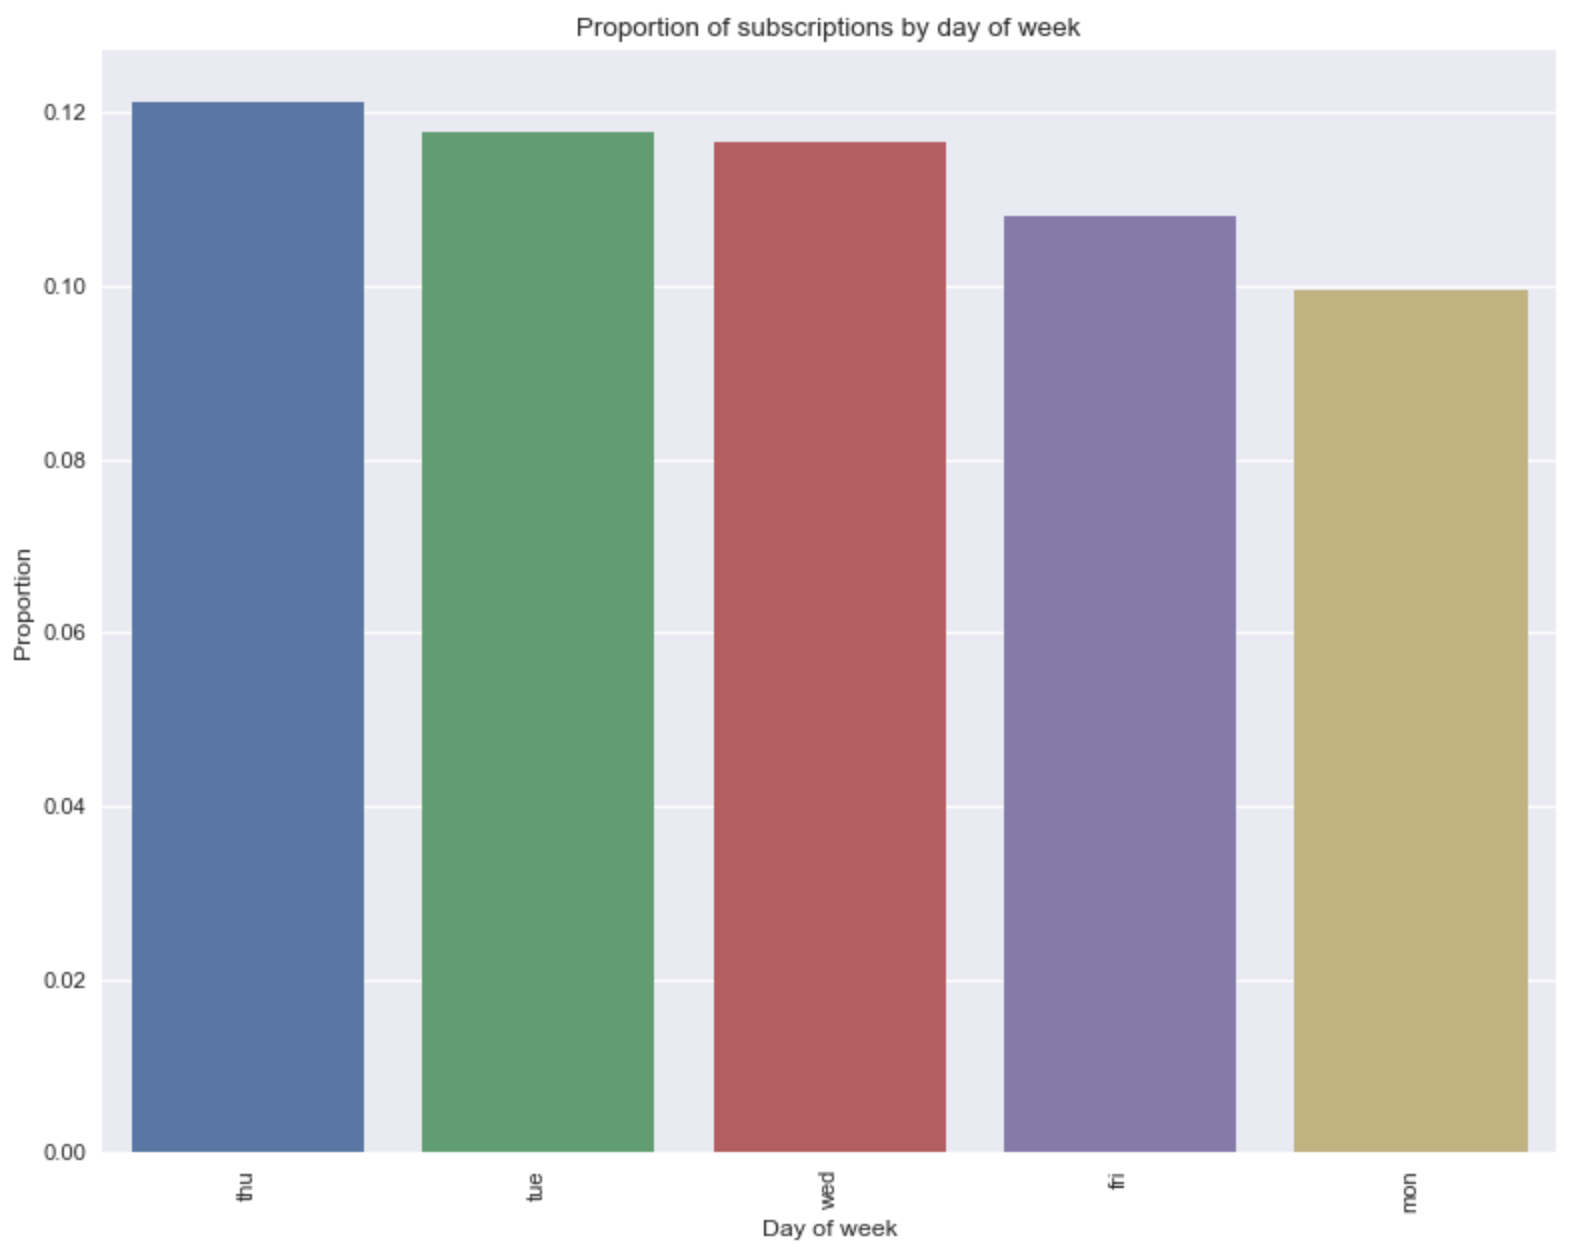 Proportion of subscriptions by day of week
0.12
0.10
0.08
0.06
0.04
0.02
0.00
Proportion
thu
tue
wed
fri
mon
Day of week